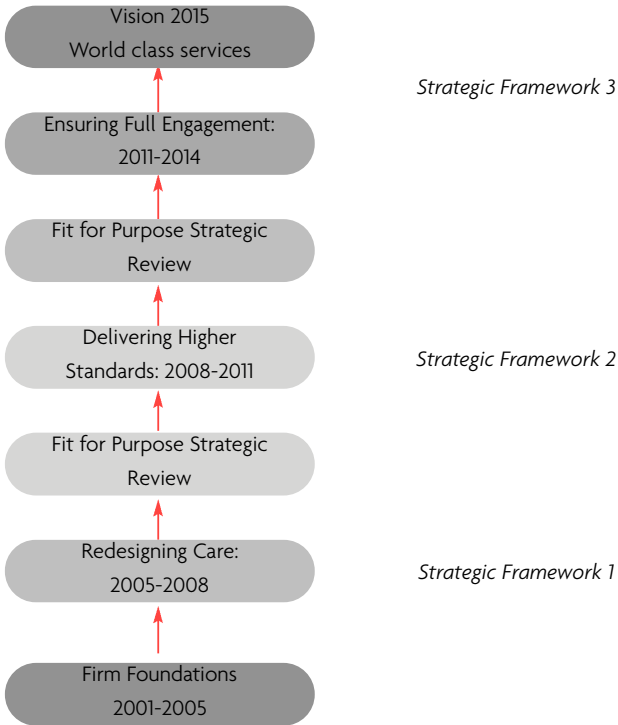 Vision 2015
World class services
Strategic Framework 3
Ensuring Full Engagement:
2011-2014
Fit for Purpose Strategic
Review
Delivering Higher
Standards: 2008-2011
Strategic Framework 2
Fit for Purpose Strategic
Review
Redesigning Care:
2005-2008
Strategic Framework 1
Firm Foundations
2001-2005